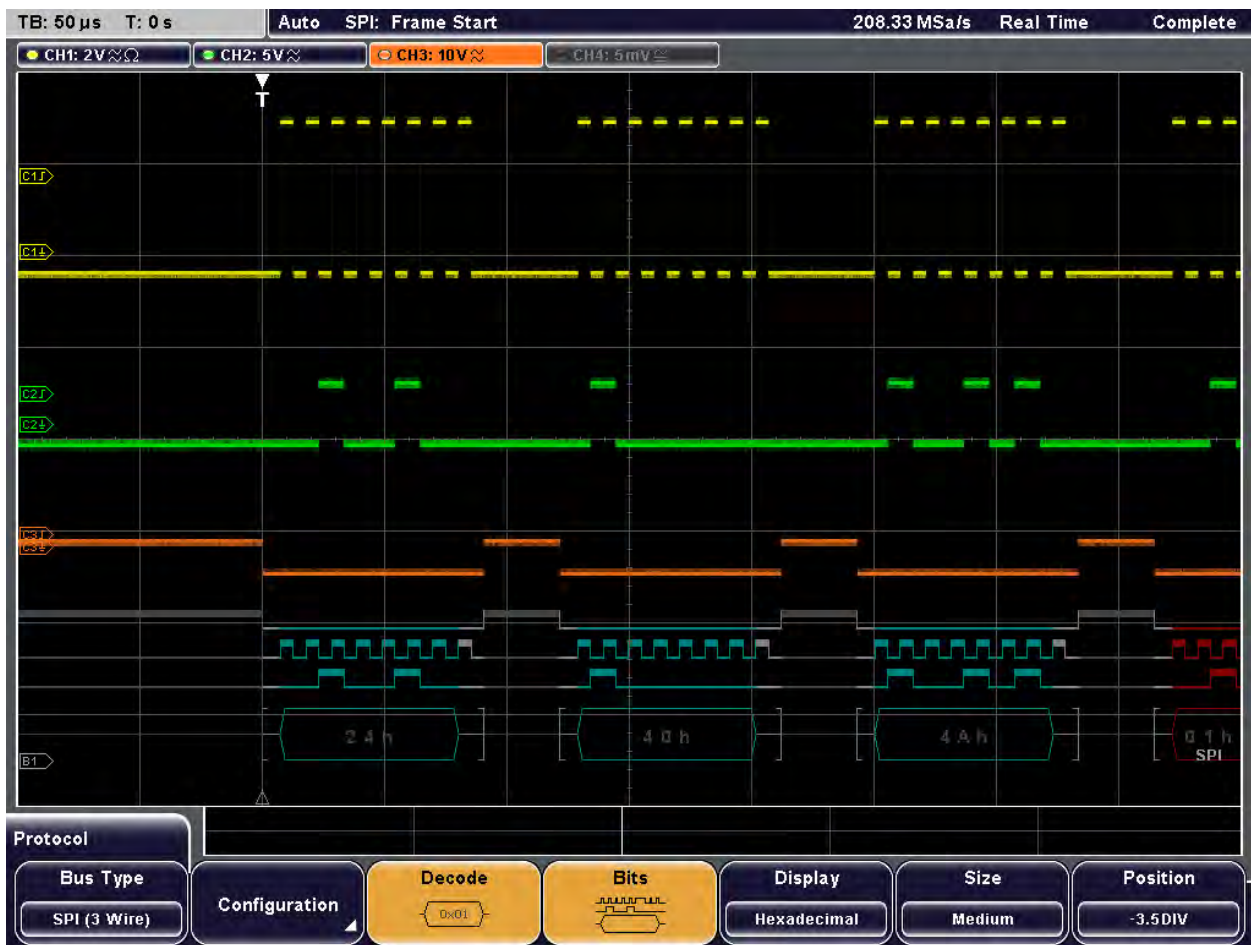 TB: 50 µs T: 0 s Auto SPI: Frame Start 208.33 MSa/s Real Time Complete
CH1: 2V CH2: 5V CH3: 10V CH4: 5mV
T
C1
C1
C2
C2
C3
C3
24h 40h 4Ah 01h
SPI
B1
Protocol
Bus Type Configuration Decode Bits Display Size Position
SPI (3 Wire) 0x01 Hexadecimal Medium -3.5DIV